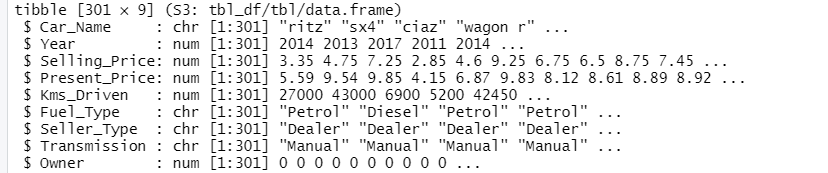 tibble [301 × 9] (S3: tbl_df/tbl/data.frame)
$ Car_Name     : chr [1:301] "ritz" "sx4" "ciaz" "wagon r" ...
$ Year         : num [1:301] 2014 2013 2017 2011 2014 ...
$ Selling_Price: num [1:301] 3.35 4.75 7.25 2.85 4.6 9.25 6.75 6.5 8.75 7.45 ...
$ Present_Price: num [1:301] 5.59 9.54 9.85 4.15 6.87 9.83 8.12 8.61 8.89 8.92 ...
$ Kms_Driven   : num [1:301] 27000 43000 6900 5200 42450 ...
$ Fuel_Type    : chr [1:301] "Petrol" "Diesel" "Petrol" "Petrol" ...
$ Seller_Type  : chr [1:301] "Dealer" "Dealer" "Dealer" "Dealer" ...
$ Transmission : chr [1:301] "Manual" "Manual" "Manual" "Manual" ...
$ Owner        : num [1:301] 0 0 0 0 0 0 0 0 0 0 ...